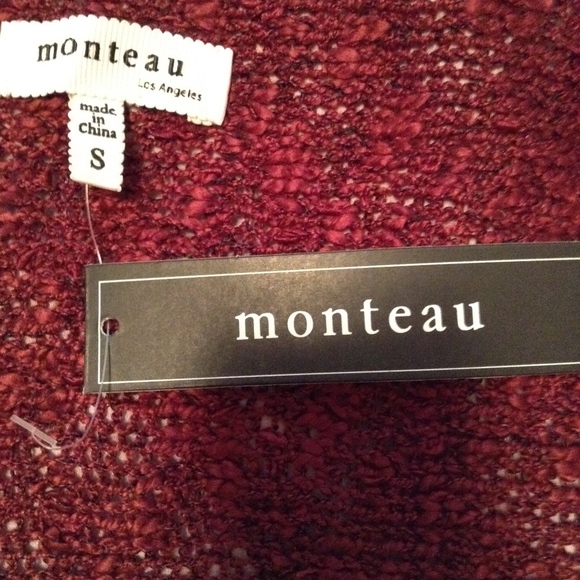 monteau
Los Angeles
made
in
China
S
monteau